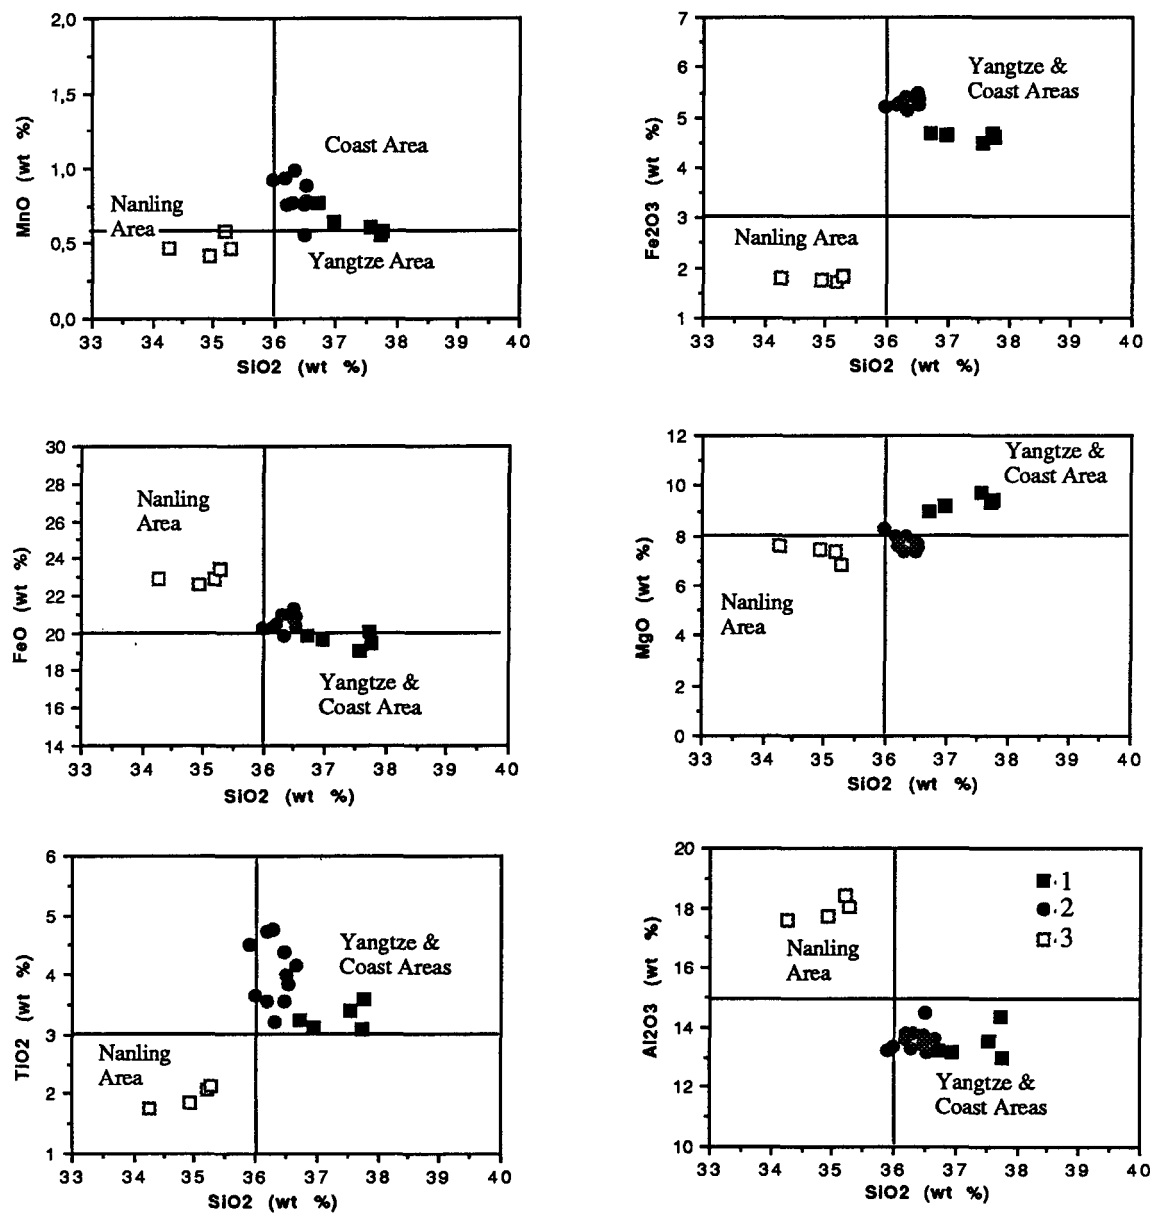 2,0
1,5
1,0
0,5
0,0
MnO (wt %)
Coast Area
Nanling
Area
Yangtze Area
33 34 35 36 37 38 39 40
SiO2 (wt %)
7
6
5
4
3
2
1
Fe2O3 (wt %)
Yangtze &
Coast Areas
Nanling Area
33 34 35 36 37 38 39 40
SiO2 (wt %)
30
28
26
24
22
20
18
16
14
FeO (wt %)
Nanling
Area
Yangtze &
Coast Area
33 34 35 36 37 38 39 40
SiO2 (wt %)
12
10
8
6
4
2
0
MgO (wt %)
Yangtze &
Coast Area
Nanling
Area
33 34 35 36 37 38 39 40
SiO2 (wt %)
6
5
4
3
2
1
TiO2 (wt %)
Yangtze &
Coast Areas
Nanling
Area
33 34 35 36 37 38 39 40
SiO2 (wt %)
20
18
16
14
12
10
Al2O3 (wt %)
1
2
3
Nanling
Area
Yangtze &
Coast Areas
33 34 35 36 37 38 39 40
SiO2 (wt %)